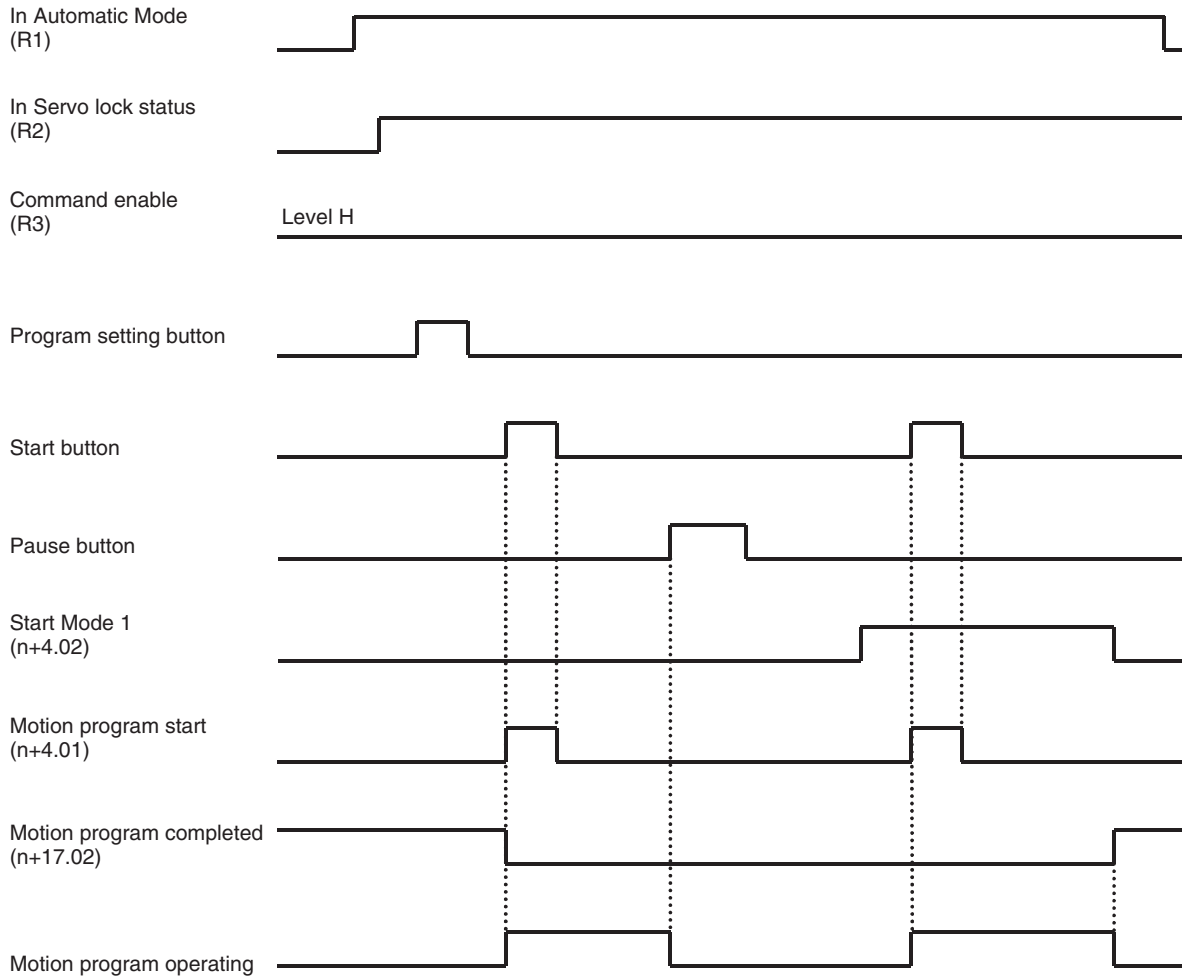 In Automatic Mode
(R1)
In Servo lock status
(R2)
Command enable
(R3)
Level H
Program setting button
Start button
Pause button
Start Mode 1
(n+4.02)
Motion program start
(n+4.01)
Motion program completed
(n+17.02)
Motion program operating